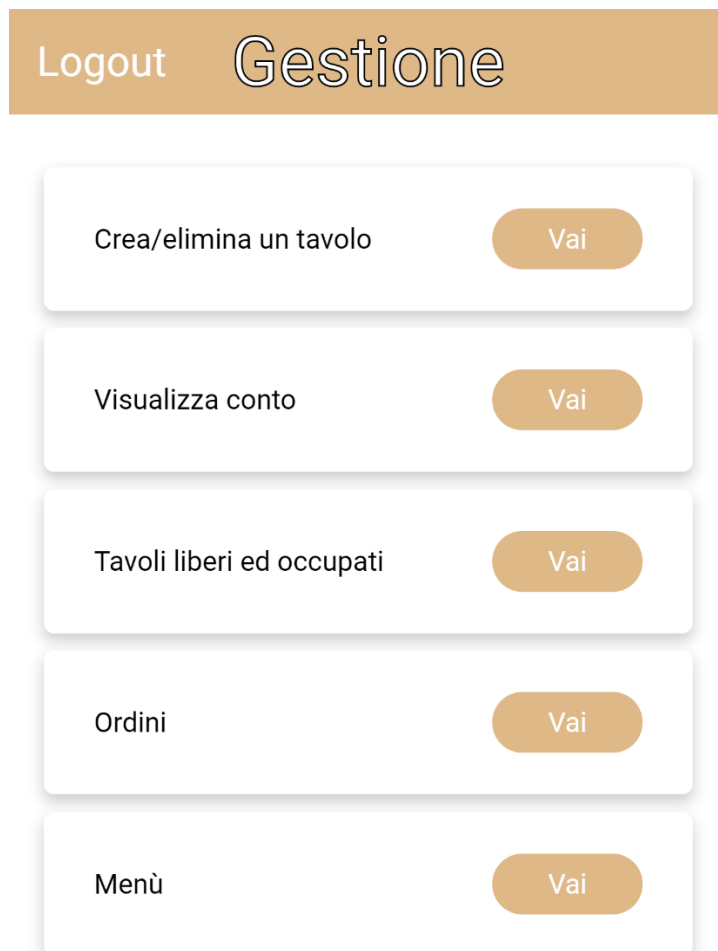 Logout Gestione
Crea/elimina un tavolo Vai
Visualizza conto Vai
Tavoli liberi ed occupati Vai
Ordini Vai
Menù Vai